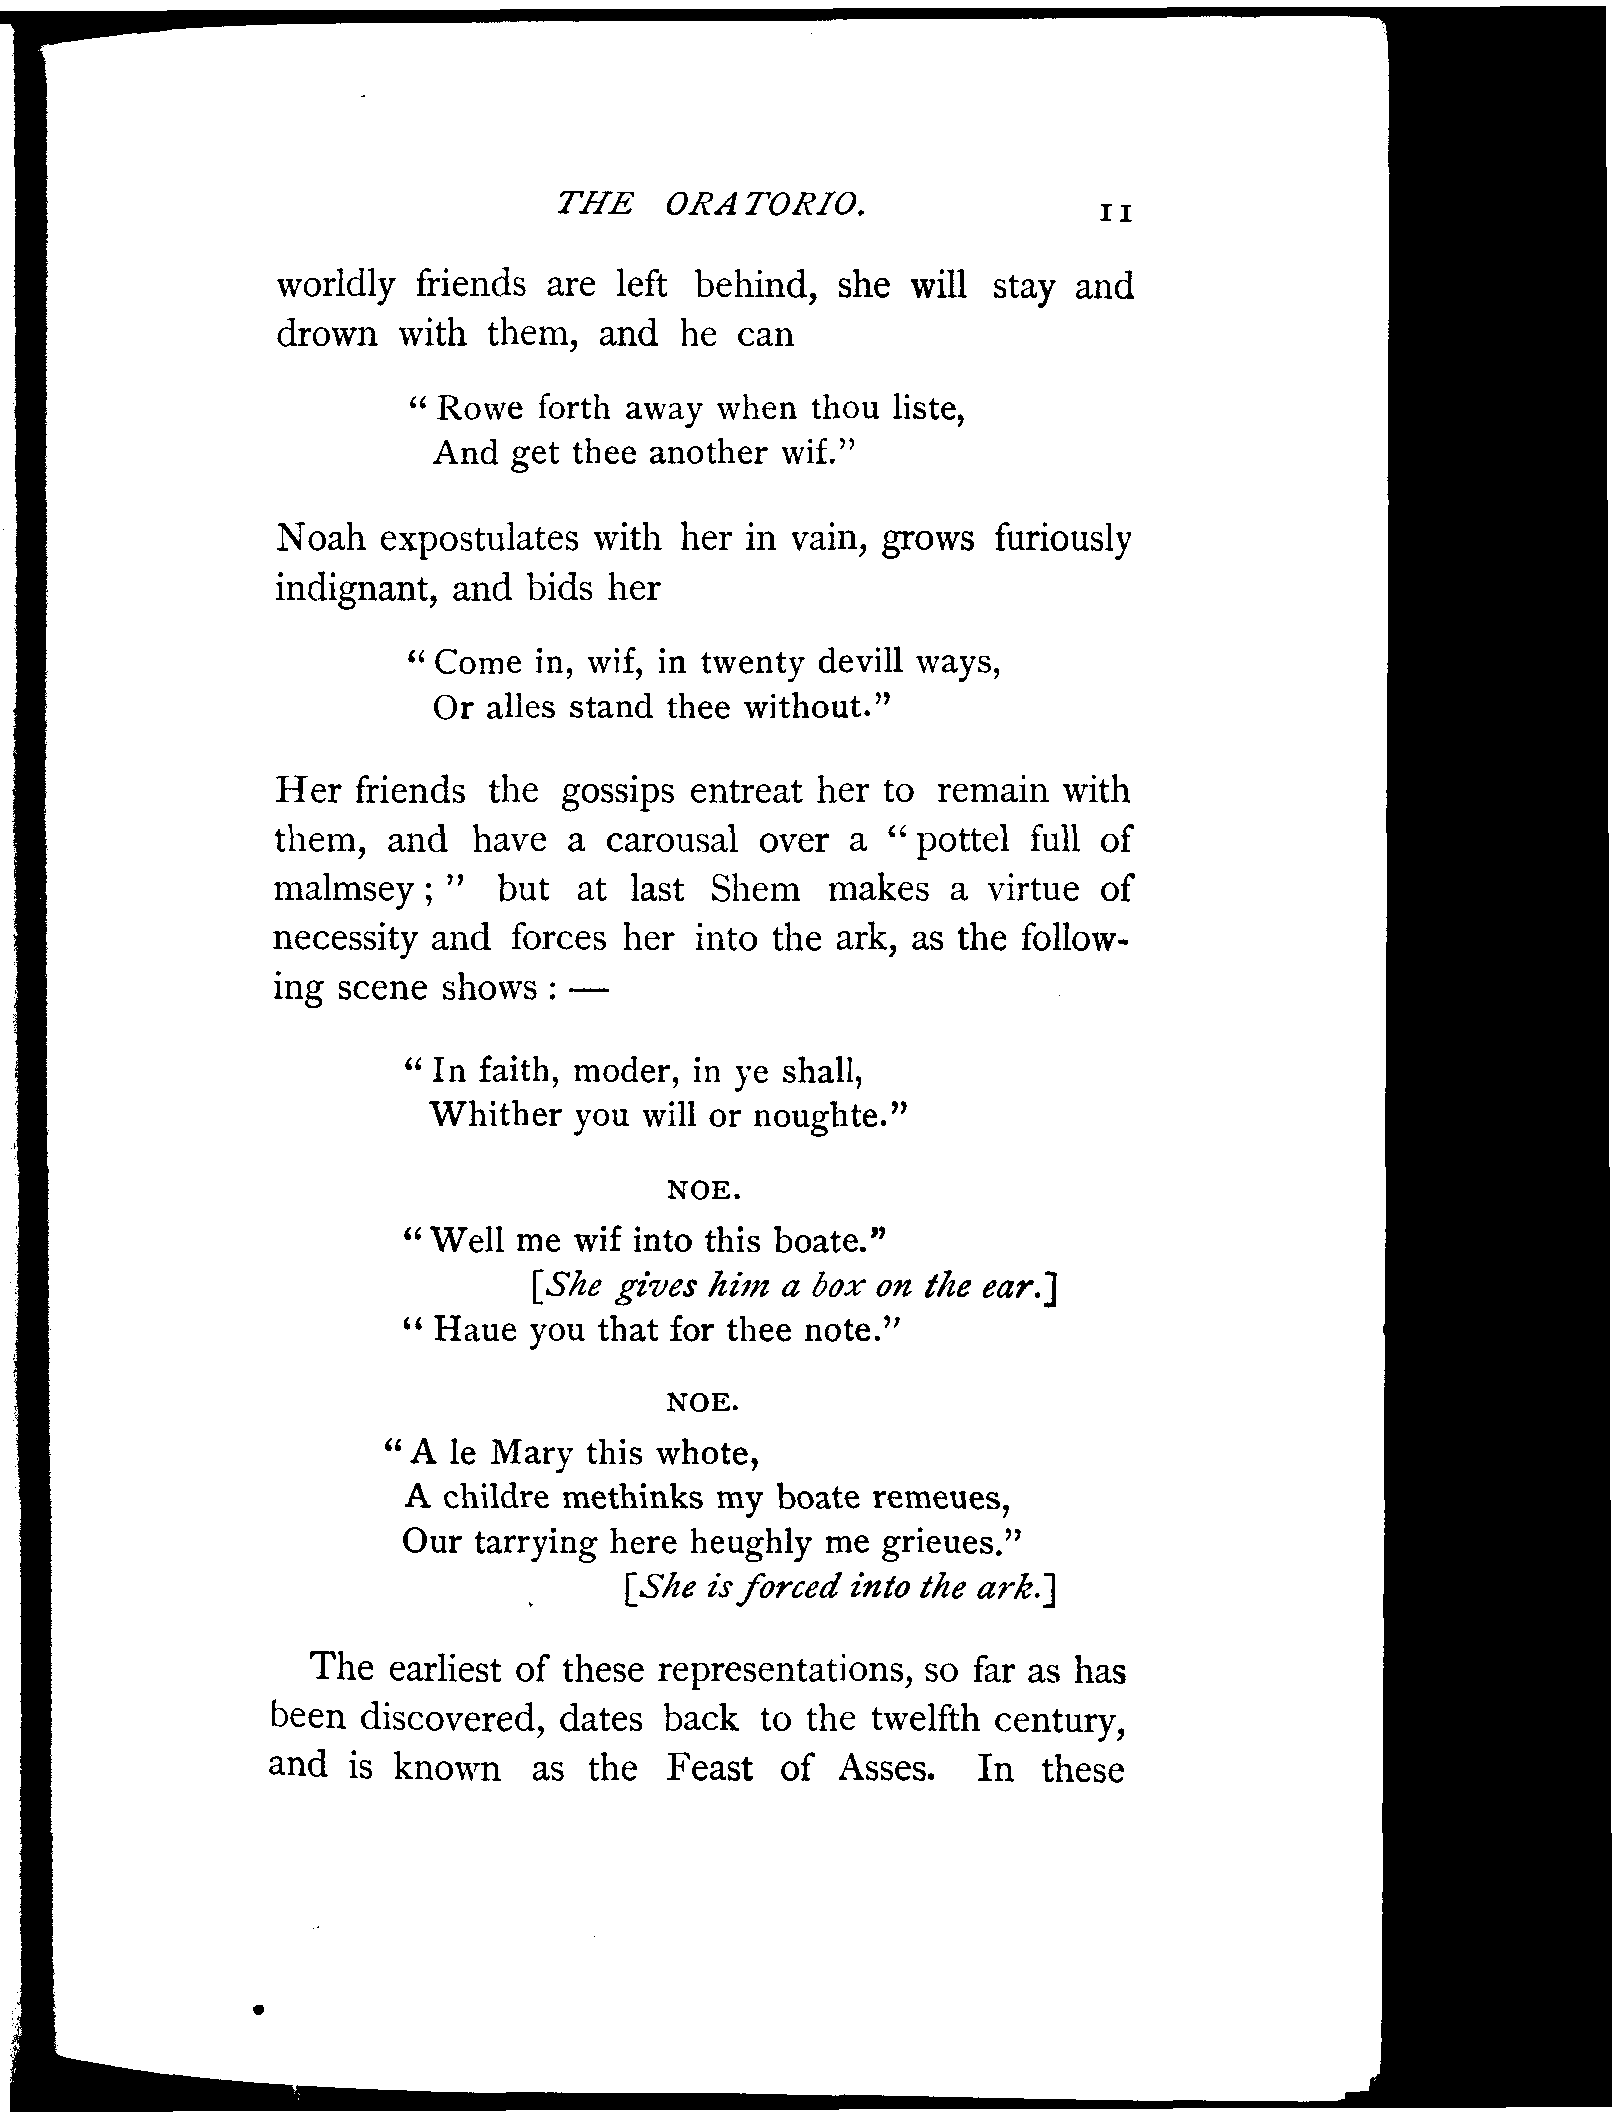 THE ORATORIO. 11
worldly friends are left behind, she will stay and
drown with them, and he can
“ Rowe forth away when thou liste,
And get thee another wif.”
Noah expostulates with her in vain, grows furiously
indignant, and bids her
“ Come in, wif, in twenty devill ways,
Or alles stand thee without.”
Her friends the gossips entreat her to remain with
them, and have a carousal over a “ pottel full of
malmsey ; ” but at last Shem makes a virtue of
necessity and forces her into the ark, as the follow-
ing scene shows : —
“ In faith, moder, in ye shall,
Whither you will or noughte.”
NOE.
“ Well me wif into this boate.”
[She gives him a box on the ear.]
“ Haue you that for thee note.”
NOE.
“ A le Mary this whote,
A childre methinks my boate remeues,
Our tarrying here heughly me grieues.”
[She is forced into the ark.]
The earliest of these representations, so far as has
been discovered, dates back to the twelfth century,
and is known as the Feast of Asses. In these